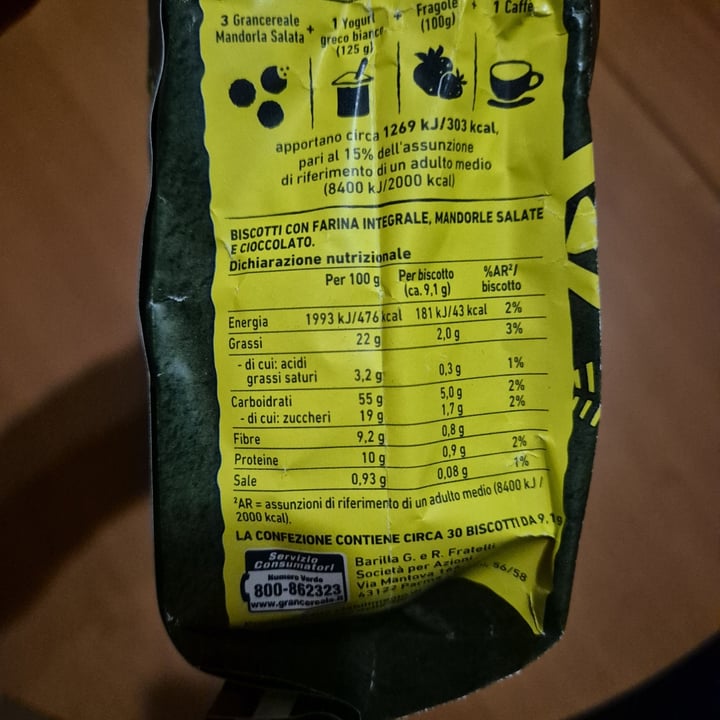 3 Grancereale + 1 Yogurt + Fragole + 1 Caffè
Mandorla Salata greco bianco (100g)
(125 g)
apportano circa 1269 kJ/303 kcal,
pari al 15% dell'assunzione
di riferimento di un adulto medio
(8400 kJ/2000 kcal)
BISCOTTI CON FARINA INTEGRALE, MANDORLE SALATE
E CIOCCOLATO.
Dichiarazione nutrizionale
Per 100 g Per biscotto %AR²/
(ca. 9,1 g) biscotto
Energia 1993 kJ/476 kcal 181 kJ/43 kcal 2%
Grassi 22 g 2,0 g 3%
- di cui: acidi
grassi saturi 3,2 g 0,3 g 1%
Carboidrati 55 g 5,0 g 2%
- di cui: zuccheri 19 g 1,7 g 2%
Fibre 9,2 g 0,8 g
Proteine 10 g 0,9 g 2%
Sale 0,93 g 0,08 g 1%
²AR = assunzioni di riferimento di un adulto medio (8400 kJ /
2000 kcal).
LA CONFEZIONE CONTIENE CIRCA 30 BISCOTTI DA 9,1g
Servizio
Consumatori
Numero Verde
800-862323
www.grancereale.it
Barilla G. e R. Fratelli
Società per Azioni
Via Mantova 56/58
43122 Parma